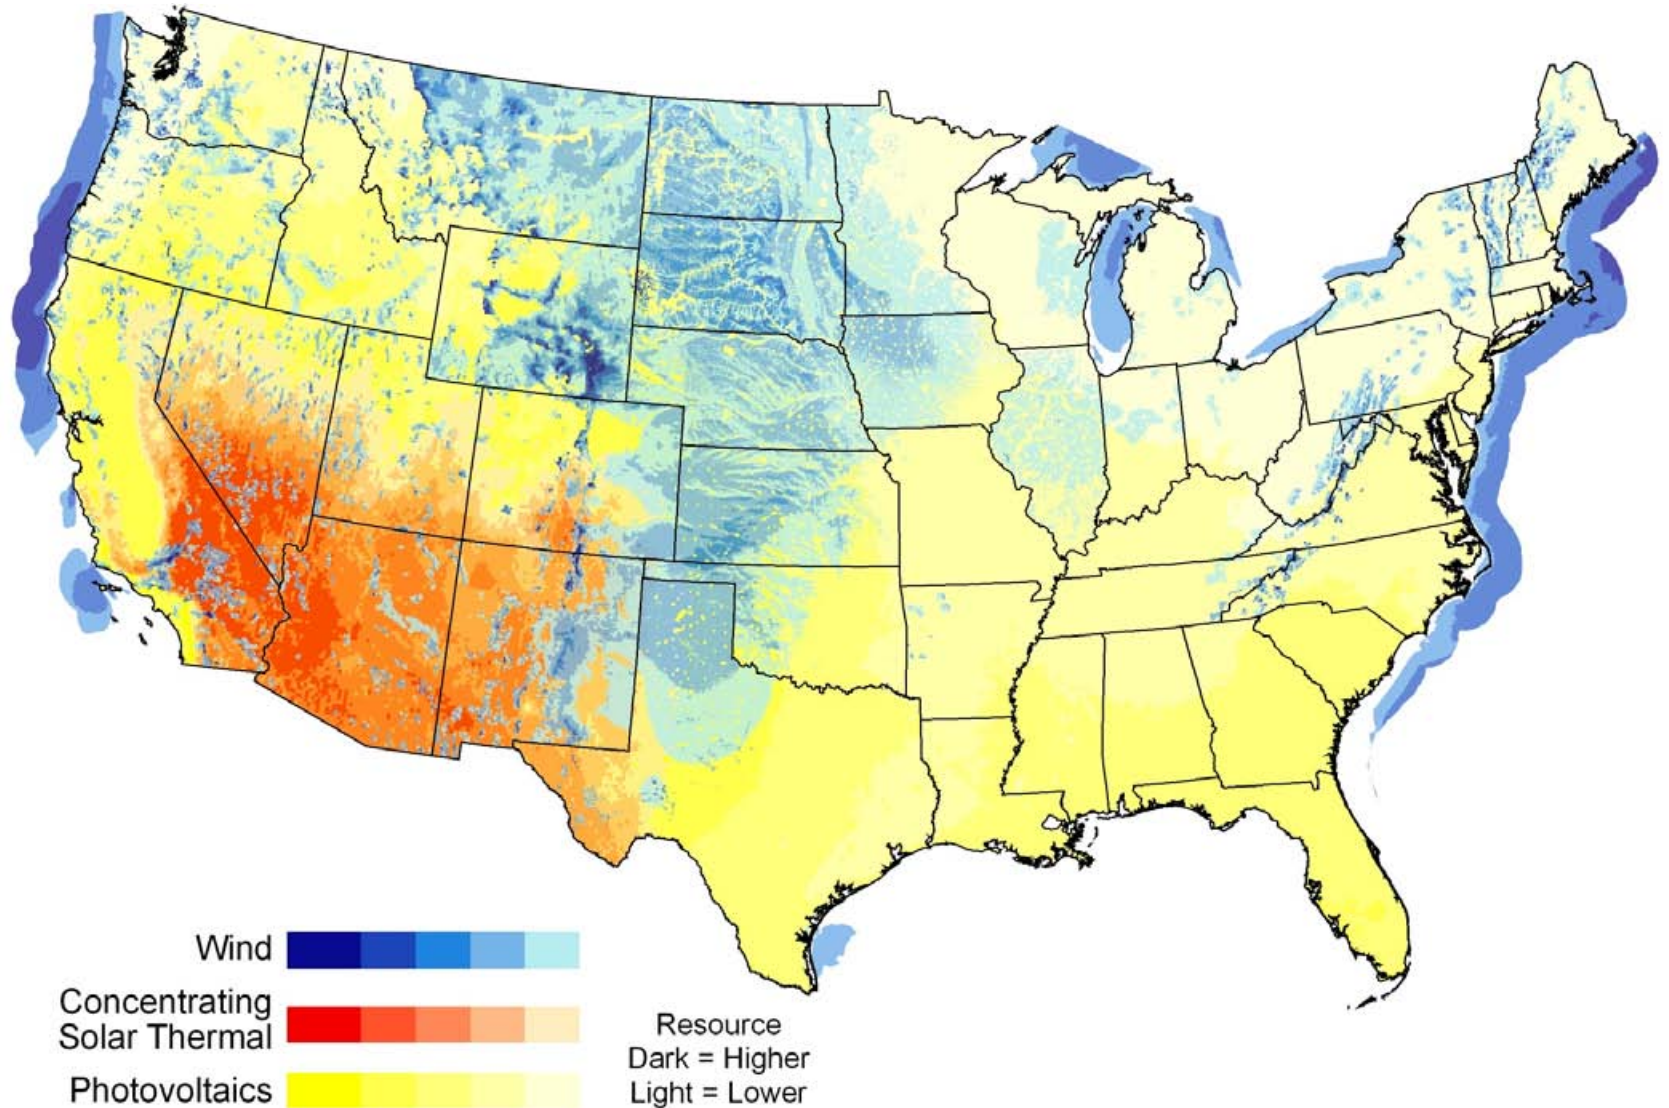 Wind
Concentrating
Solar Thermal
Photovoltaics
Resource
Dark = Higher
Light = Lower